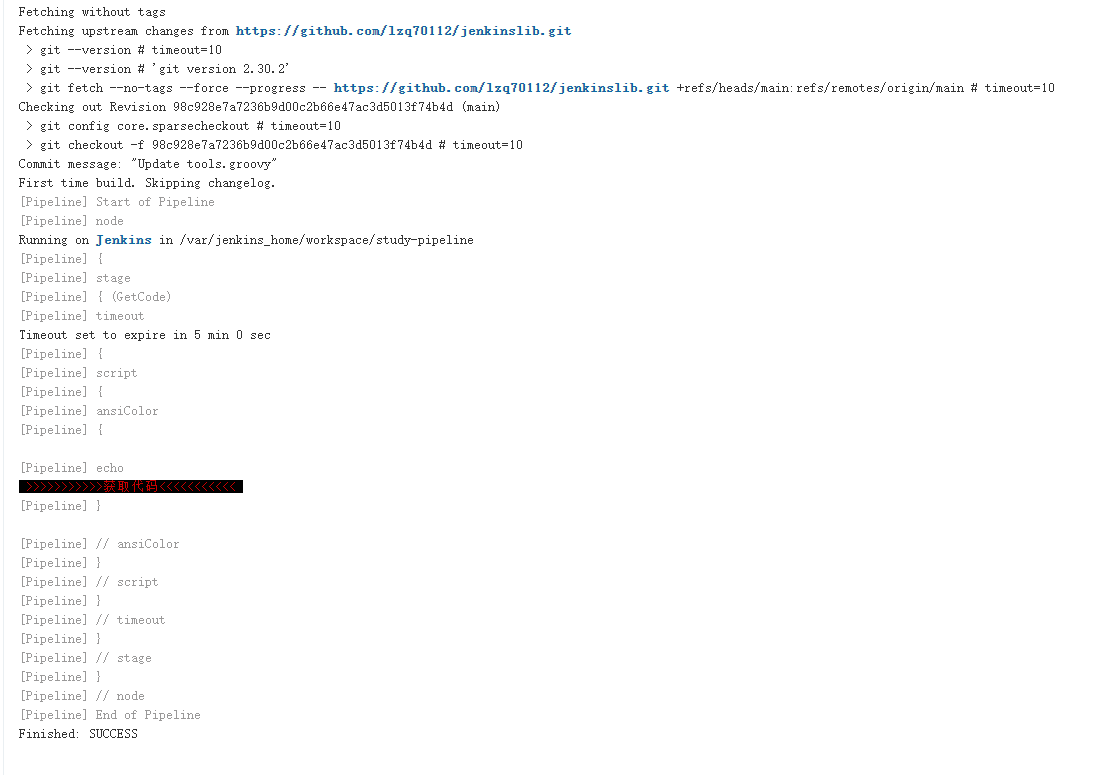 Fetching without tags
Fetching upstream changes from https://github.com/lzq70112/jenkinslib.git
> git --version # timeout=10
> git --version # 'git version 2.30.2'
> git fetch --no-tags --force --progress -- https://github.com/lzq70112/jenkinslib.git +refs/heads/main:refs/remotes/origin/main # timeout=10
Checking out Revision 98c928e7a7236b9d00c2b66e47ac3d5013f74b4d (main)
> git config core.sparsecheckout # timeout=10
> git checkout -f 98c928e7a7236b9d00c2b66e47ac3d5013f74b4d # timeout=10
Commit message: "Update tools.groovy"
First time build. Skipping changelog.
[Pipeline] Start of Pipeline
[Pipeline] node
Running on Jenkins in /var/jenkins_home/workspace/study-pipeline
[Pipeline] {
[Pipeline] stage
[Pipeline] { (GetCode)
[Pipeline] timeout
Timeout set to expire in 5 min 0 sec
[Pipeline] {
[Pipeline] script
[Pipeline] {
[Pipeline] ansiColor
[Pipeline] {
[Pipeline] echo
>>>>>>>>>>>获取代码<<<<<<<<<<<
[Pipeline] }
[Pipeline] // ansiColor
[Pipeline] }
[Pipeline] // script
[Pipeline] }
[Pipeline] // timeout
[Pipeline] }
[Pipeline] // stage
[Pipeline] }
[Pipeline] // node
[Pipeline] End of Pipeline
Finished: SUCCESS